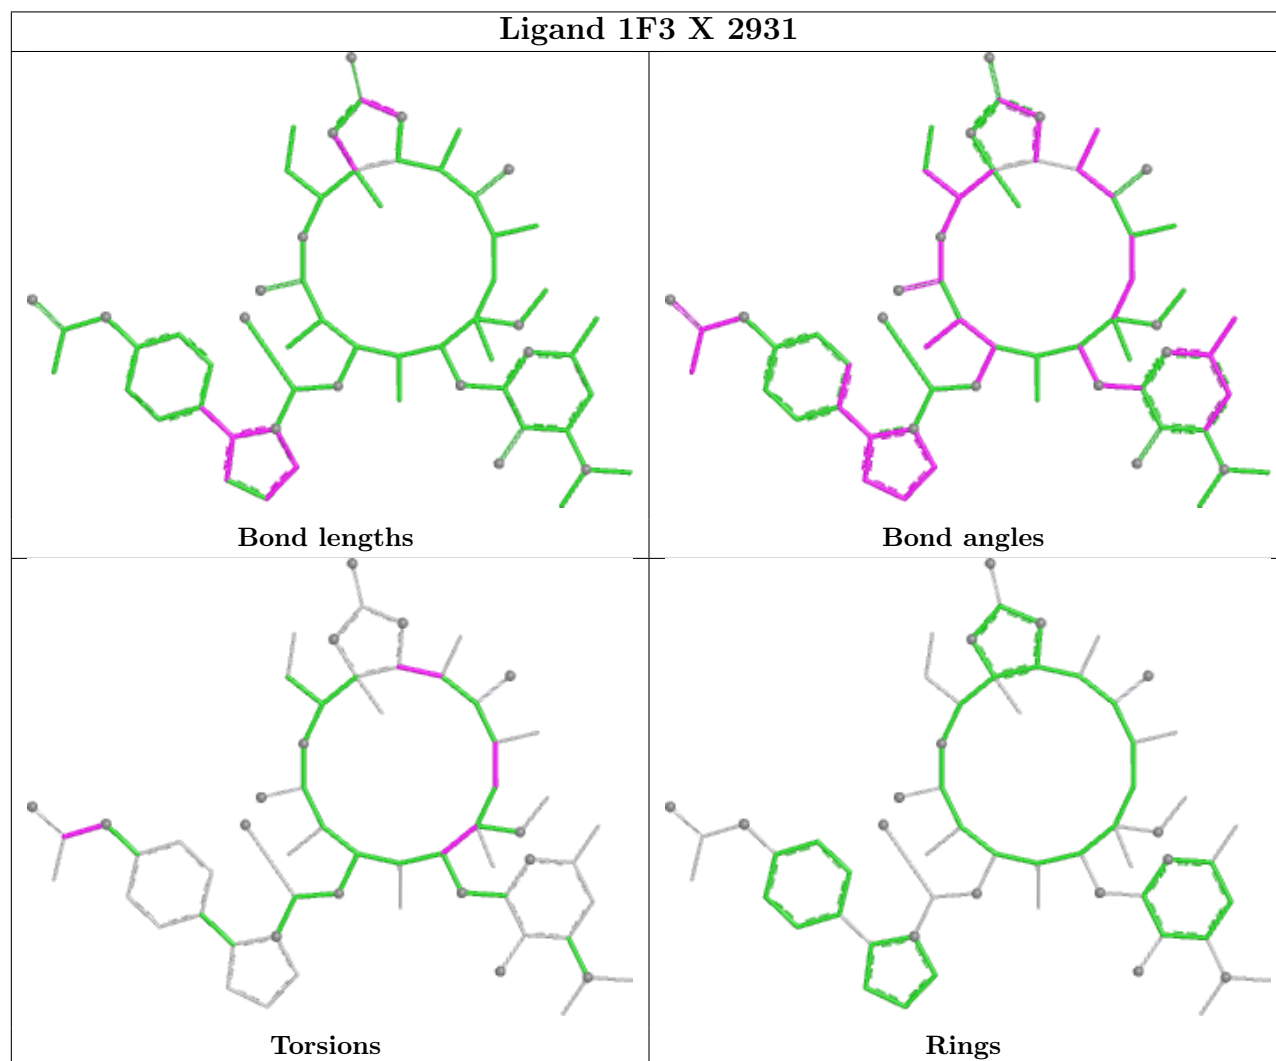 Ligand 1F3 X 2931
Bond lengths
Bond angles
Torsions
Rings